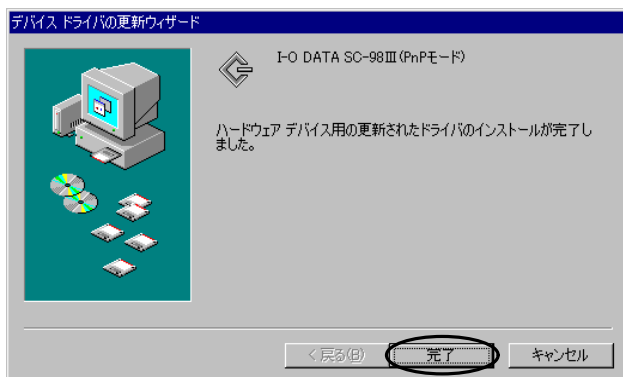 デバイス ドライバの更新ウィザード
I-O DATA SC-98Ⅲ(PnPモード)
ハードウェア デバイス用の更新されたドライバのインストールが完了し
ました。
< 戻る(B) 完了 キャンセル